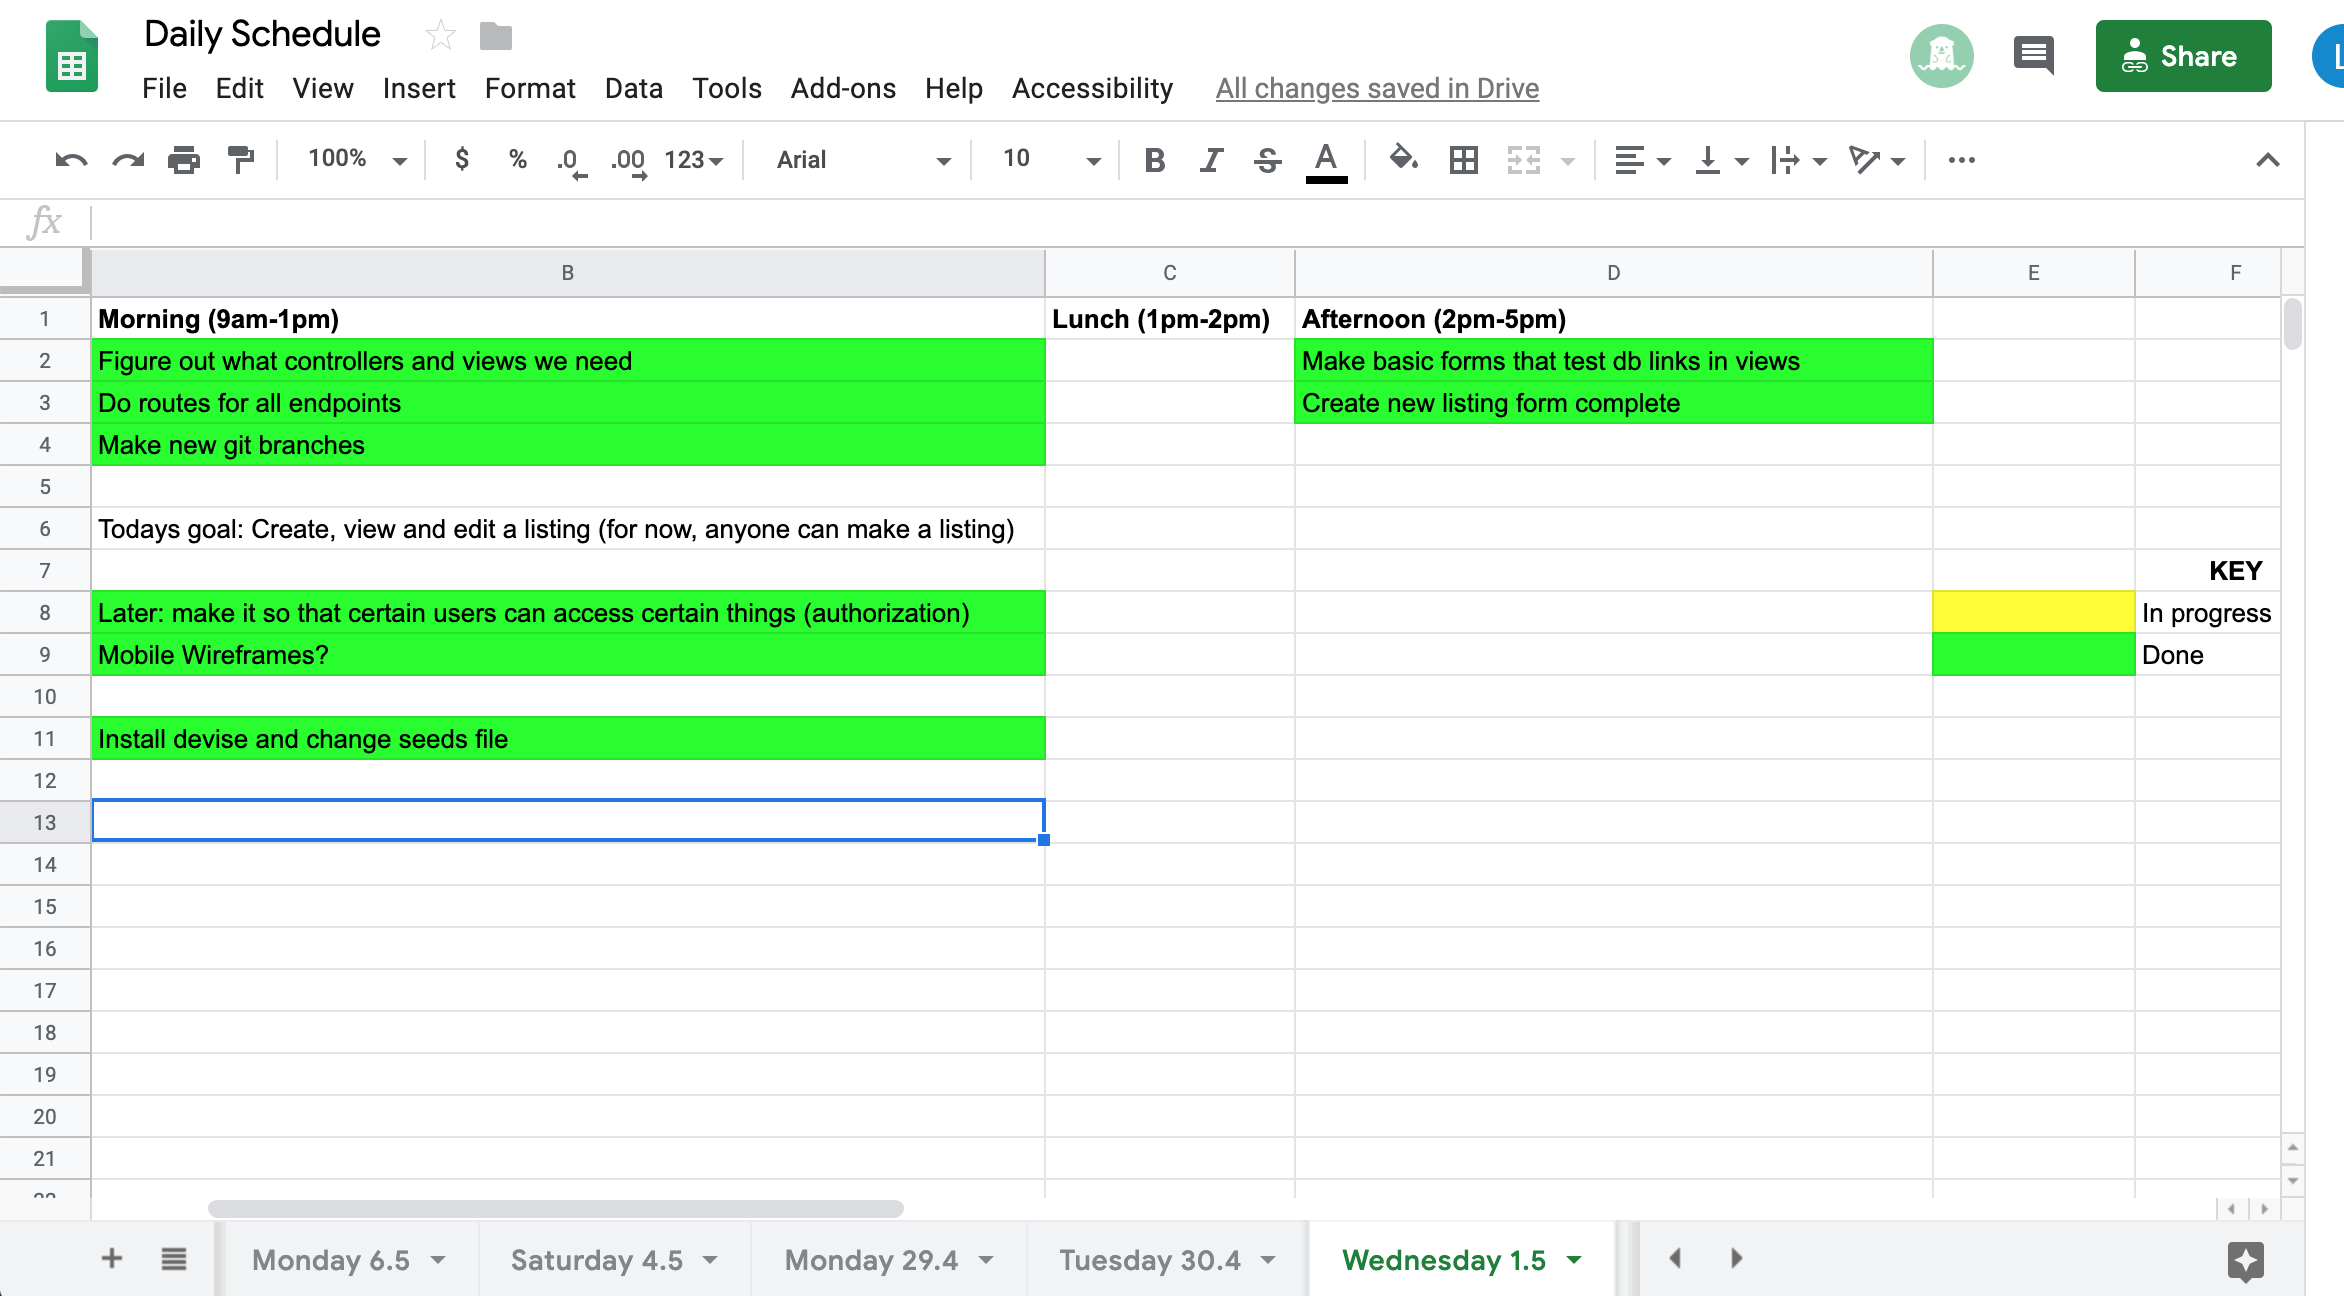 Daily Schedule
File Edit View Insert Format Data Tools Add-ons Help Accessibility All changes saved in Drive
Share
L
100% $ % .0 .00 123 Arial 10 B I S A
fx
B C D E F
1 Morning (9am-1pm) Lunch (1pm-2pm) Afternoon (2pm-5pm)
2 Figure out what controllers and views we need Make basic forms that test db links in views
3 Do routes for all endpoints Create new listing form complete
4 Make new git branches
5
6 Todays goal: Create, view and edit a listing (for now, anyone can make a listing)
7 KEY
8 Later: make it so that certain users can access certain things (authorization) In progress
9 Mobile Wireframes? Done
10
11 Install devise and change seeds file
12
13
14
15
16
17
18
19
20
21
22
Monday 6.5 Saturday 4.5 Monday 29.4 Tuesday 30.4 Wednesday 1.5